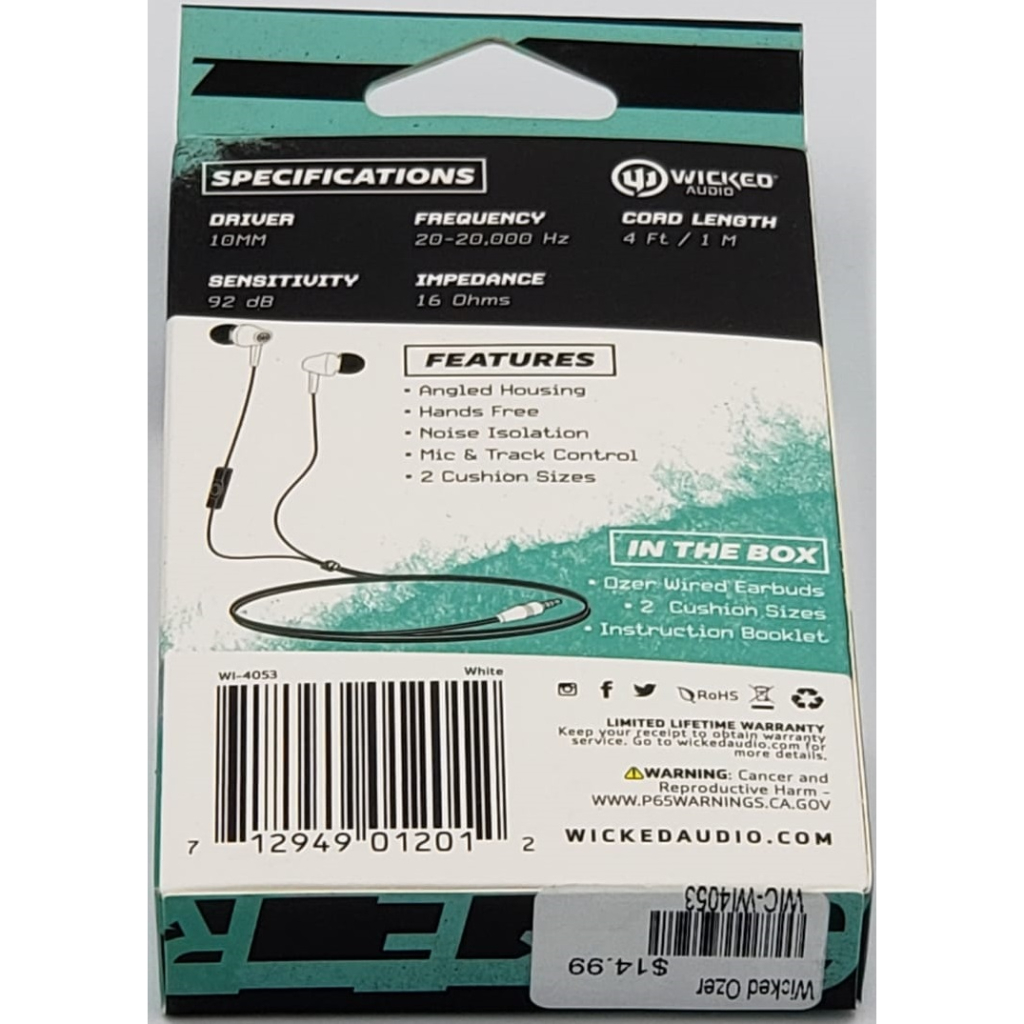 SPECIFICATIONS
WICKED
AUDIO
DRIVER
10MM
FREQUENCY
20-20,000 Hz
CORD LENGTH
4 Ft / 1 M
SENSITIVITY
92 dB
IMPEDANCE
16 Ohms
FEATURES
• Angled Housing
• Hands Free
• Noise Isolation
• Mic & Track Control
• 2 Cushion Sizes
IN THE BOX
• Ozer Wired Earbuds
• 2 Cushion Sizes
• Instruction Booklet
WI-4053
White
7 12949 01201 2
RoHS
LIMITED LIFETIME WARRANTY
Keep your receipt to obtain warranty
service. Go to wickedaudio.com for
more details.
WARNING: Cancer and
Reproductive Harm –
WWW.P65WARNINGS.CA.GOV
WICKEDAUDIO.COM
Wicked Ozer
$14.99
WIC-WI4053